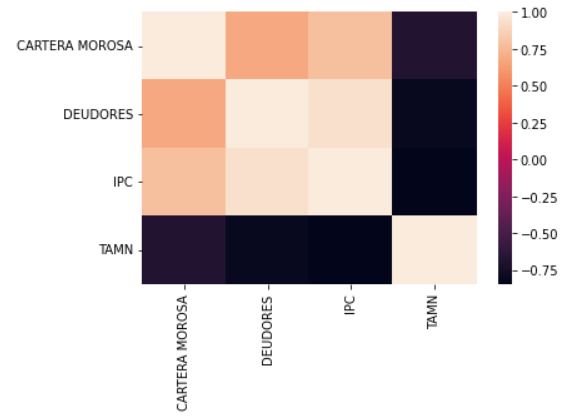 CARTERA MOROSA
DEUDORES
IPC
TAMN
CARTERA MOROSA
DEUDORES
IPC
TAMN
1.00
0.75
0.50
0.25
0.00
−0.25
−0.50
−0.75